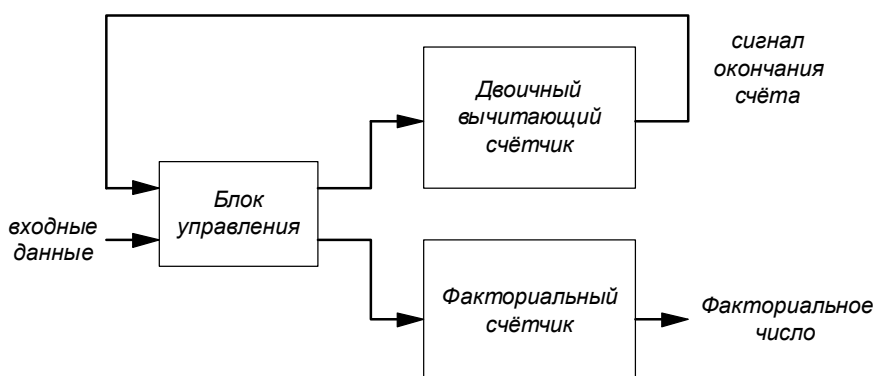 сигнал
окончания
счёта
Двоичный
вычитающий
счётчик
Блок
управления
входные
данные
Факториальный
счётчик
Факториальное
число